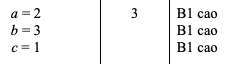 a = 2 3 B1 cao
b = 3 B1 cao
c = 1 B1 cao